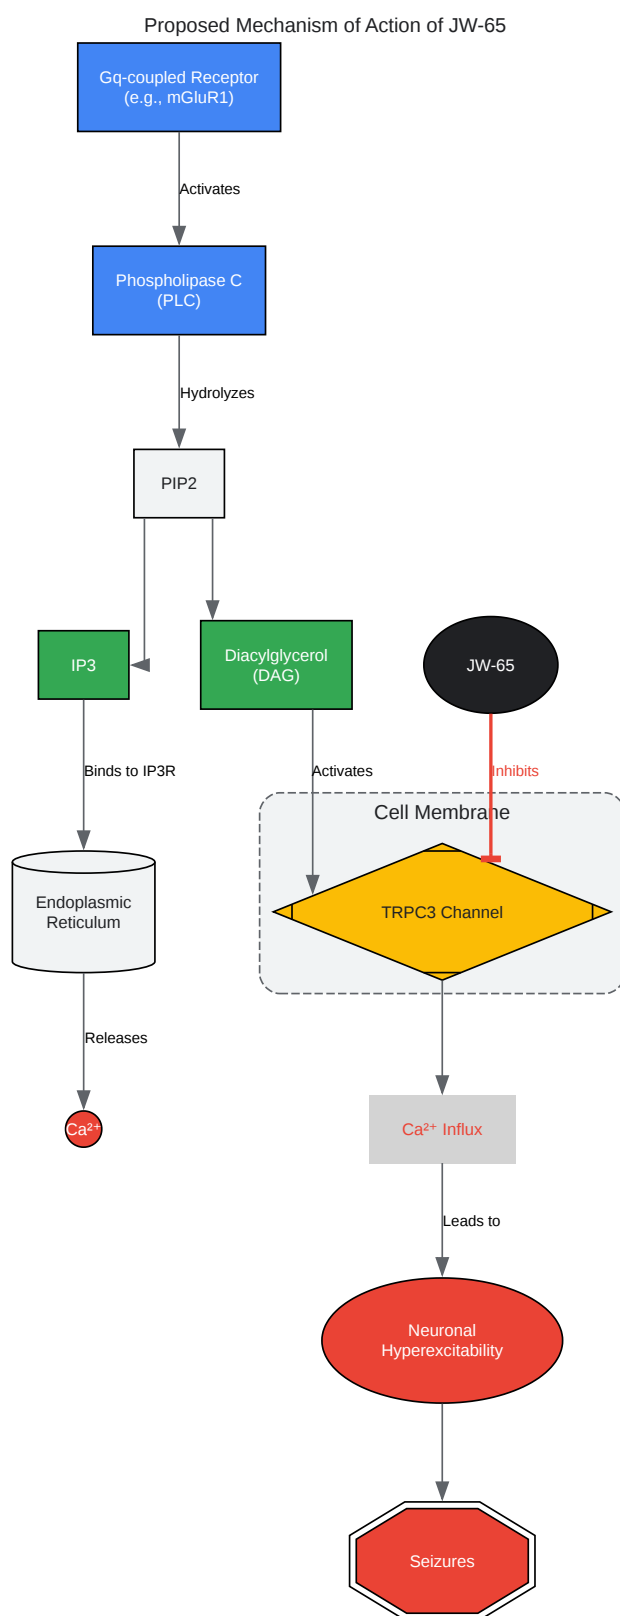 Proposed Mechanism of Action of JW-65
Gq-coupled Receptor
(e.g., mGluR1)
Activates
Phospholipase C
(PLC)
Hydrolyzes
PIP2
IP3
Diacylglycerol
(DAG)
JW-65
Binds to IP3R
Activates
Inhibits
Cell Membrane
Endoplasmic
Reticulum
TRPC3 Channel
Releases
Ca²⁺
Ca²⁺ Influx
Leads to
Neuronal
Hyperexcitability
Seizures